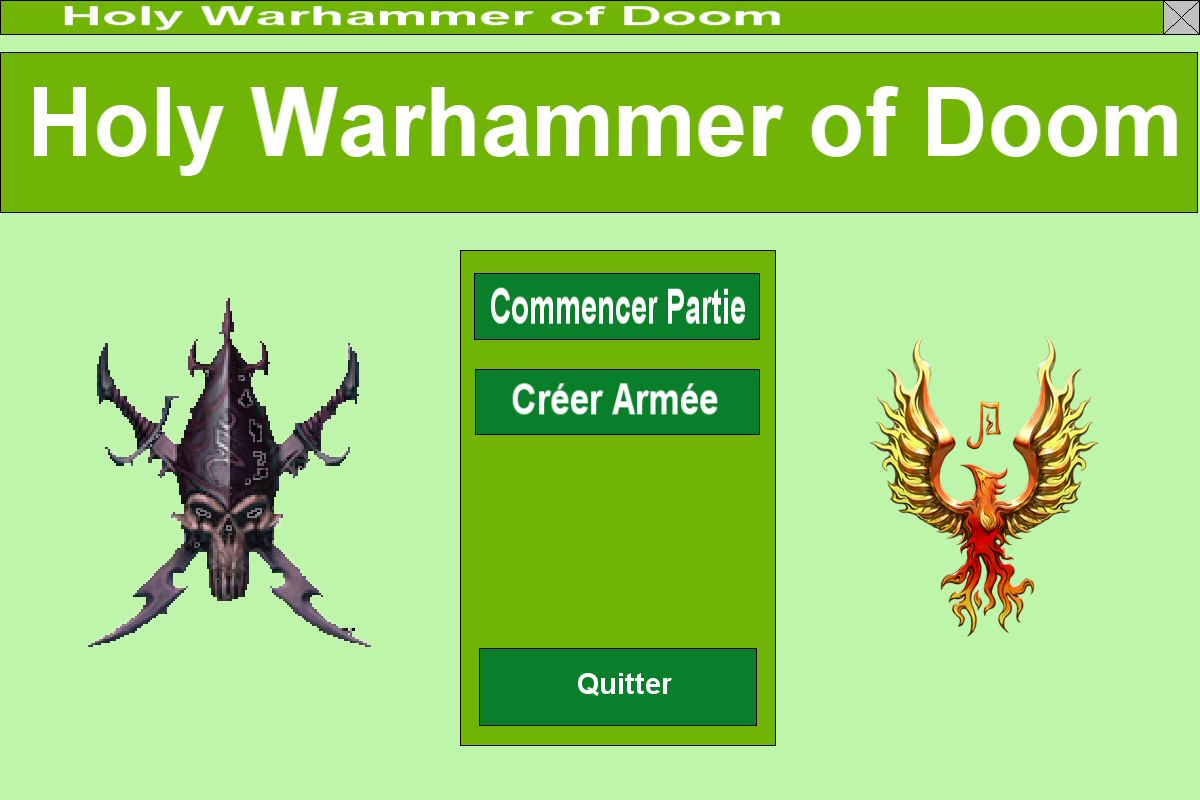 Holy Warhammer of Doom
Holy Warhammer of Doom
Commencer Partie
Créer Armée
Quitter